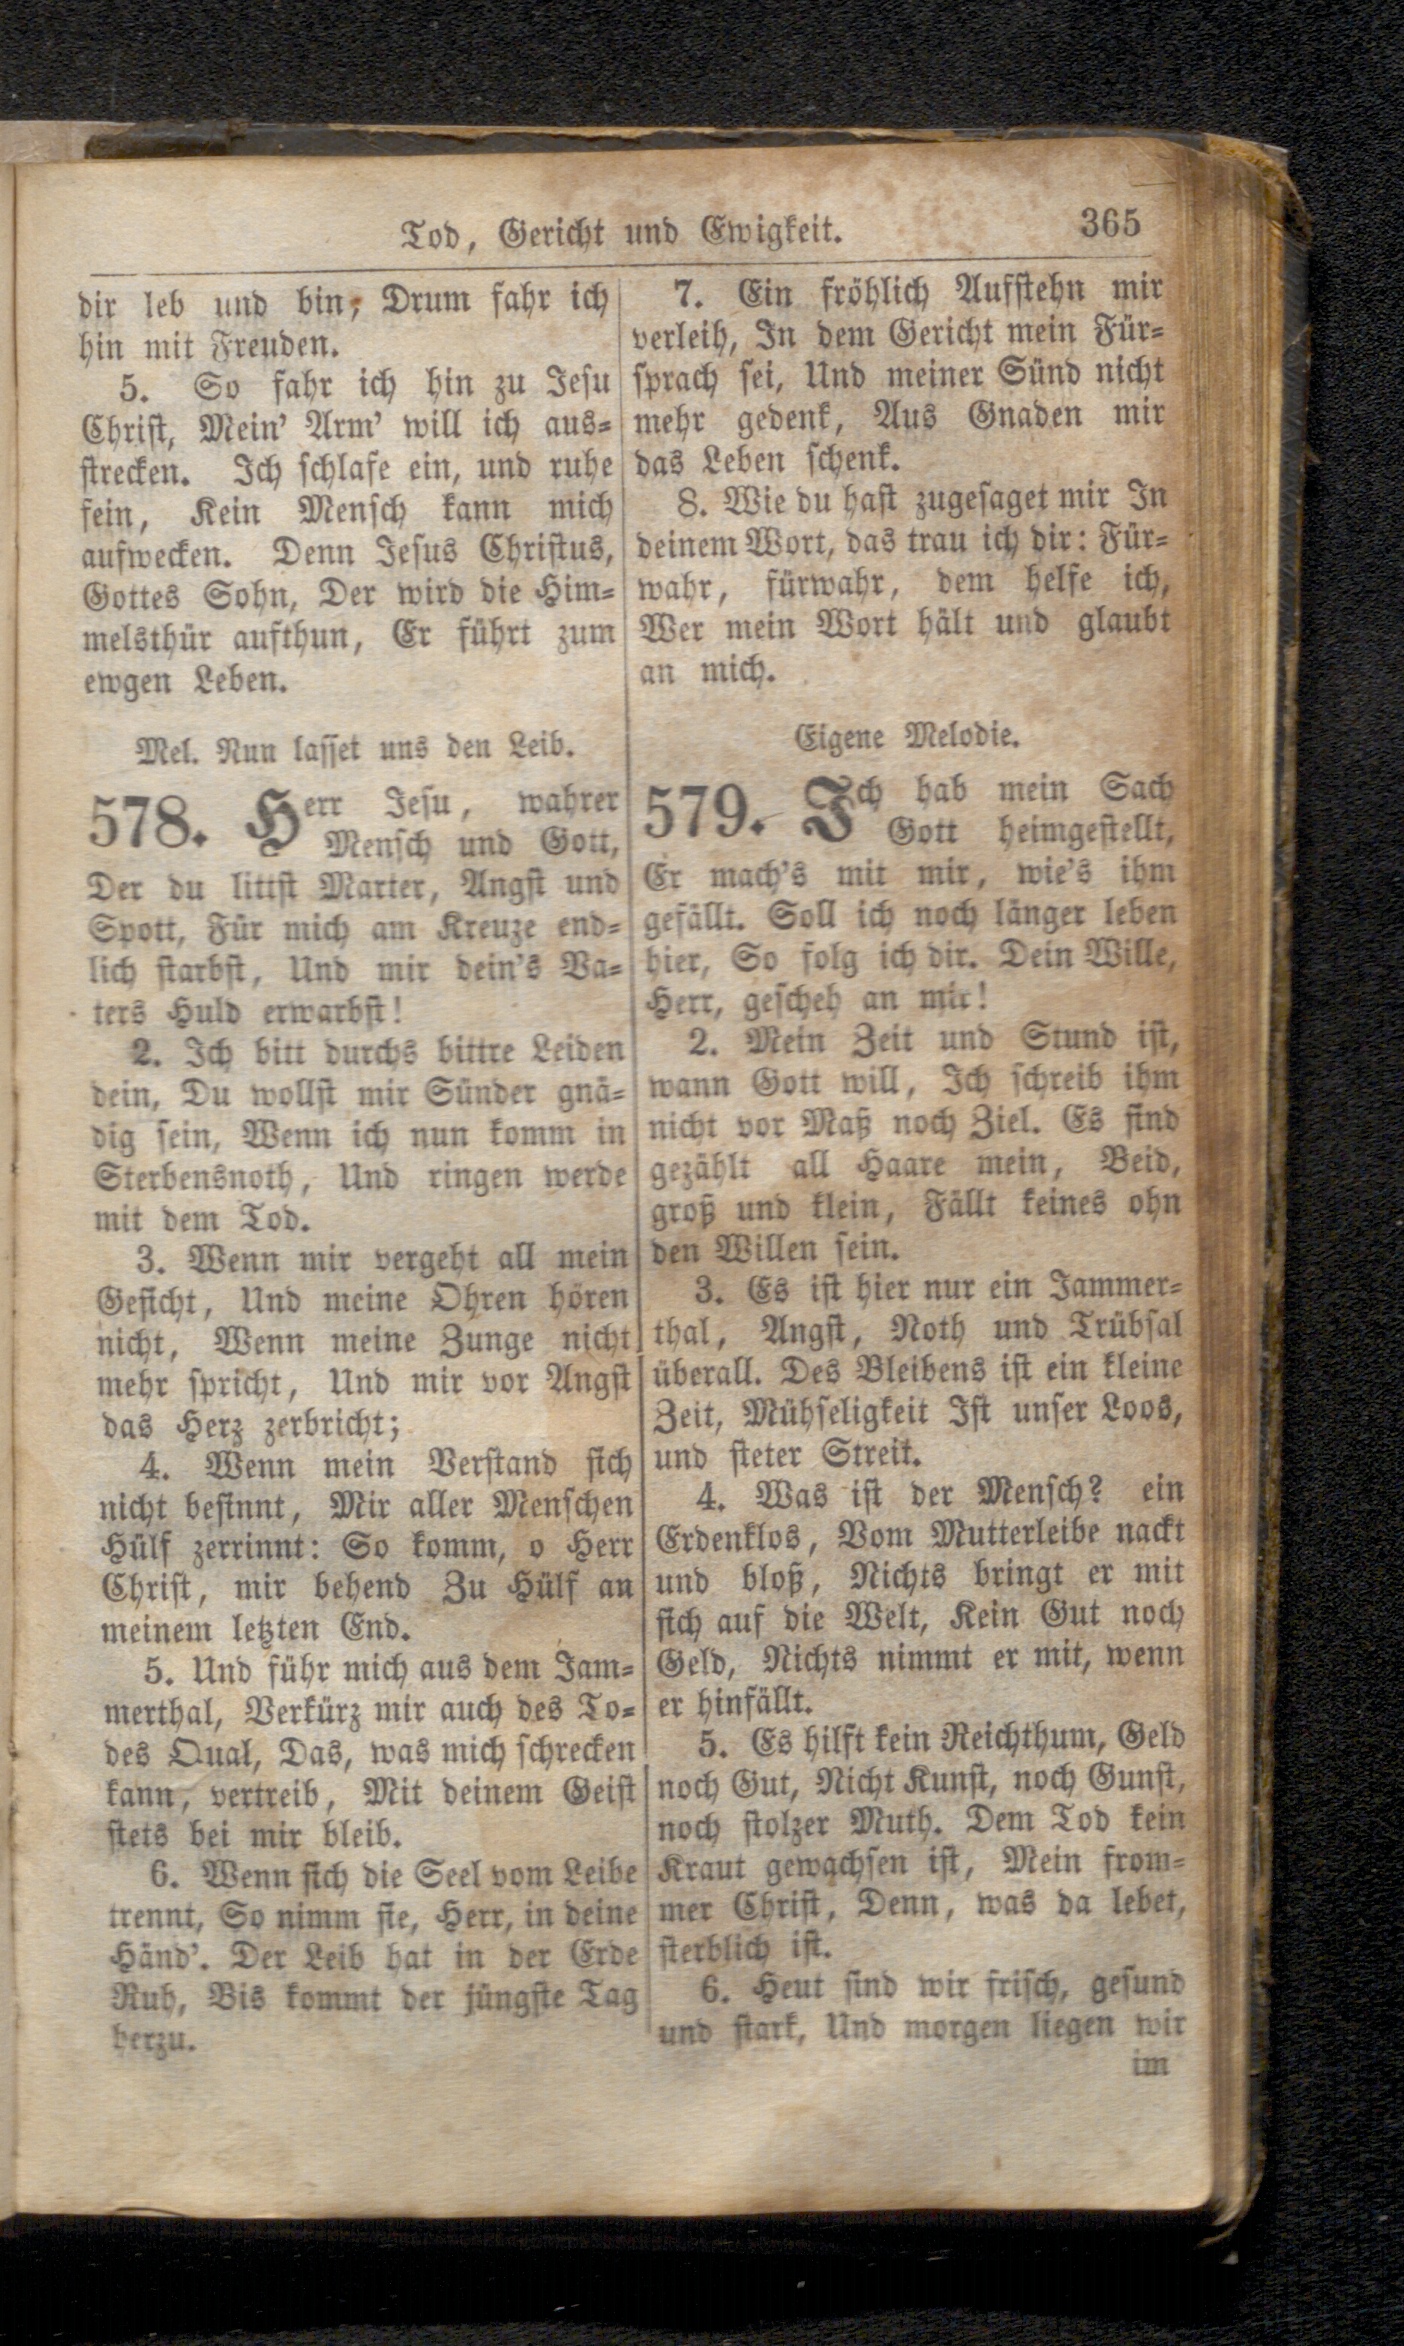 Tod, Gericht und Ewigkeit. 365
dir leb und bin; Drum fahr ich
hin mit Freuden.
5. So fahr ich hin zu Jesu
Christ, Mein' Arm' will ich aus-
strecken. Ich schlafe ein, und ruhe
fein, Kein Mensch kann mich
aufwecken. Denn Jesus Christus,
Gottes Sohn, Der wird die Him-
melsthür aufthun, Er führt zum
ewgen Leben.
Mel. Nun lasset uns den Leib.
578. Herr Jesu, wahrer
Mensch und Gott,
Der du littst Marter, Angst und
Spott, Für mich am Kreuze end-
lich starbst, Und mir dein's Va-
ters Huld erwarbst!
2. Ich bitt durchs bittre Leiden
dein, Du wollst mir Sünder gnä-
dig sein, Wenn ich nun komm in
Sterbensnoth, Und ringen werde
mit dem Tod.
3. Wenn mir vergeht all mein
Gesicht, Und meine Ohren hören
nicht, Wenn meine Zunge nicht
mehr spricht, Und mir vor Angst
das Herz zerbricht;
4. Wenn mein Verstand sich
nicht besinnt, Mir aller Menschen
Hülf zerrinnt: So komm, o Herr
Christ, mir behend Zu Hülf an
meinem letzten End.
5. Und führ mich aus dem Jam-
merthal, Verkürz mir auch des To-
des Qual, Das, was mich schrecken
kann, vertreib, Mit deinem Geist
stets bei mir bleib.
6. Wenn sich die Seel vom Leibe
trennt, So nimm sie, Herr, in deine
Händ'. Der Leib hat in der Erde
Ruh, Bis kommt der jüngste Tag
herzu.
7. Ein fröhlich Aufstehn mir
verleih, In dem Gericht mein Für-
sprach sei, Und meiner Sünd nicht
mehr gedenk, Aus Gnaden mir
das Leben schenk.
8. Wie du hast zugesaget mir In
deinem Wort, das trau ich dir: Für-
wahr, fürwahr, dem helfe ich,
Wer mein Wort hält und glaubt
an mich.
Eigene Melodie.
579. Ich hab mein Sach
Gott heimgestellt,
Er mach's mit mir, wie's ihm
gefällt. Soll ich noch länger leben
hier, So folg ich dir. Dein Wille,
Herr, gescheh an mir!
2. Mein Zeit und Stund ist,
wann Gott will, Ich schreib ihm
nicht vor Maß noch Ziel. Es sind
gezählt all Haare mein, Beid,
groß und klein, Fällt keines ohn
den Willen sein.
3. Es ist hier nur ein Jammer-
thal, Angst, Noth und Trübsal
überall. Des Bleibens ist ein kleine
Zeit, Mühseligkeit Ist unser Loos,
und steter Streit.
4. Was ist der Mensch? ein
Erdenklos, Vom Mutterleibe nackt
und bloß, Nichts bringt er mit
sich auf die Welt, Kein Gut noch
Geld, Nichts nimmt er mit, wenn
er hinfällt.
5. Es hilft kein Reichthum, Geld
noch Gut, Nicht Kunst, noch Gunst,
noch stolzer Muth. Dem Tod kein
Kraut gewachsen ist, Mein from-
mer Christ, Denn, was da lebet,
sterblich ist.
6. Heut sind wir frisch, gesund
und stark, Und morgen liegen wir
im